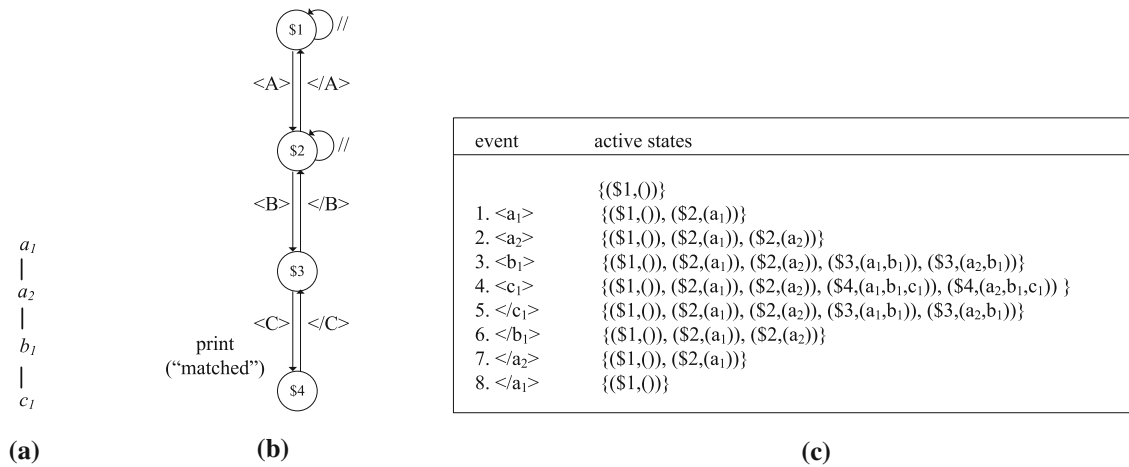 a₁
a₂
b₁
c₁
(a)
$1
//
<A> </A>
$2
//
<B> </B>
$3
<C> </C>
print
(“matched”)
$4
(b)
event active states
{($1,())}
1. <a₁> {($1,()), ($2,(a₁))}
2. <a₂> {($1,()), ($2,(a₁)), ($2,(a₂))}
3. <b₁> {($1,()), ($2,(a₁)), ($2,(a₂)), ($3,(a₁,b₁)), ($3,(a₂,b₁))}
4. <c₁> {($1,()), ($2,(a₁)), ($2,(a₂)), ($4,(a₁,b₁,c₁)), ($4,(a₂,b₁,c₁)) }
5. </c₁> {($1,()), ($2,(a₁)), ($2,(a₂)), ($3,(a₁,b₁)), ($3,(a₂,b₁))}
6. </b₁> {($1,()), ($2,(a₁)), ($2,(a₂))}
7. </a₂> {($1,()), ($2,(a₁))}
8. </a₁> {($1,())}
(c)